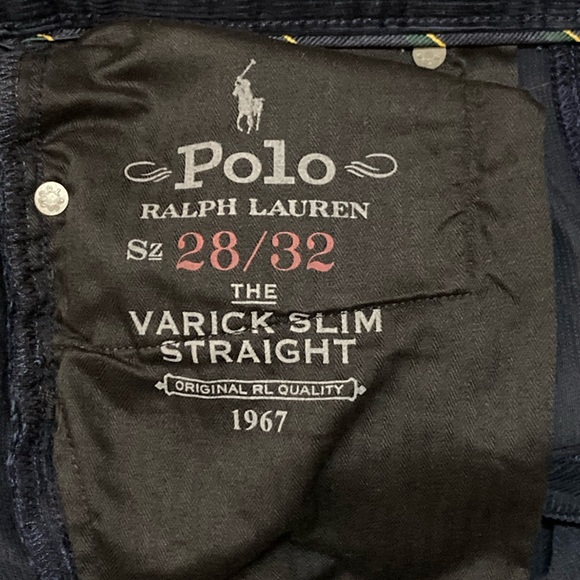 Polo
RALPH LAUREN
Sz 28/32
THE
VARICK SLIM
STRAIGHT
ORIGINAL RL QUALITY
1967